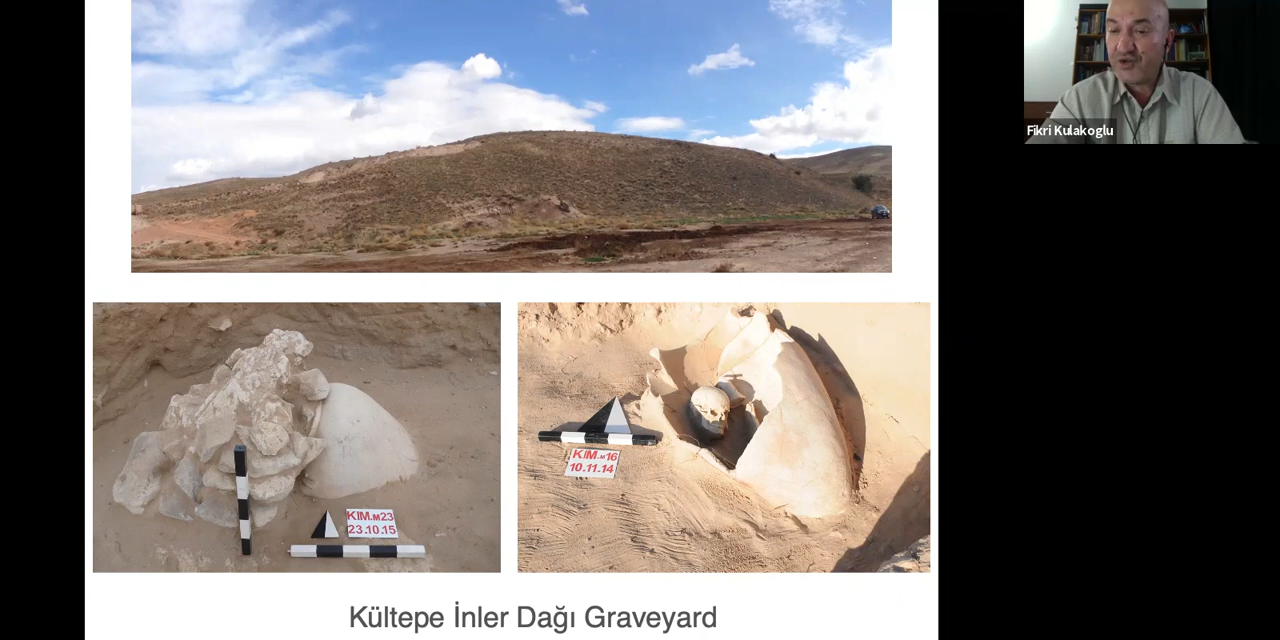 Fikri Kulakoglu
KIM.M23
23.10.15
KIM.M16
10.11.14
Kültepe İnler Dağı Graveyard